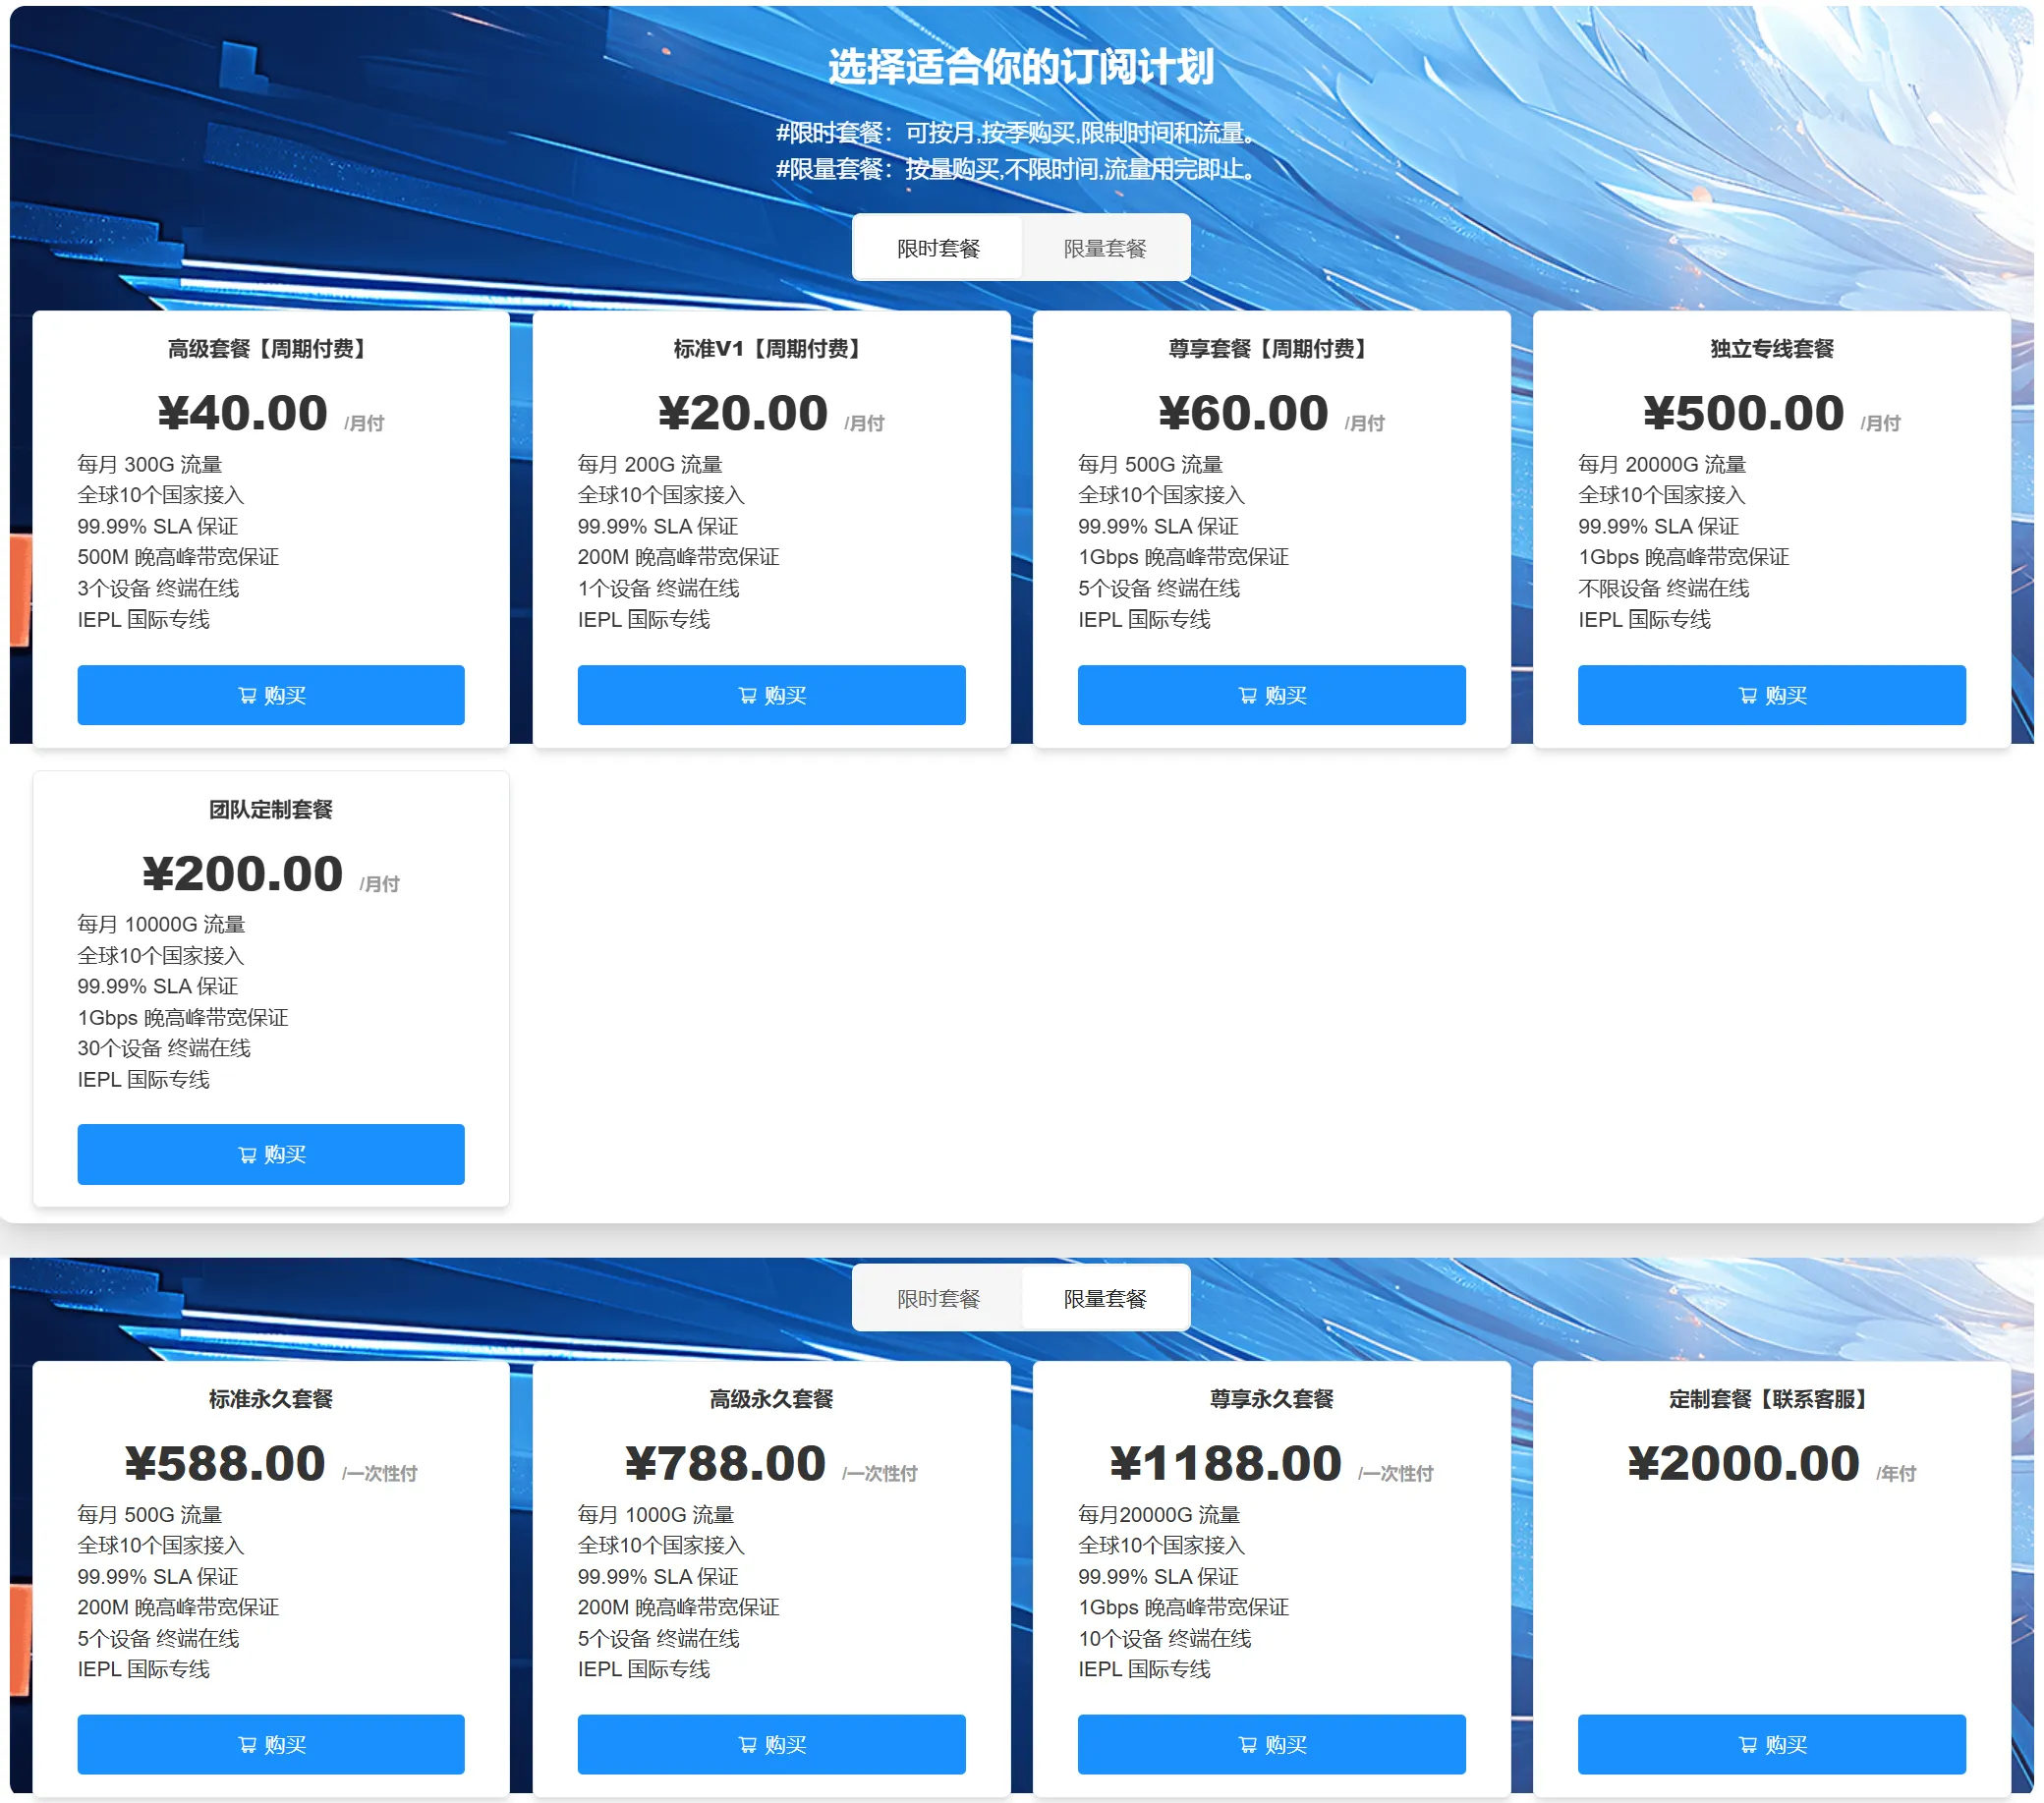 选择适合你的订阅计划
#限时套餐：可按月,按季购买,限制时间和流量。
#限量套餐：按量购买,不限时间,流量用完即止。
限时套餐 限量套餐
高级套餐【周期付费】
¥40.00 /月付
每月 300G 流量
全球10个国家接入
99.99% SLA 保证
500M 晚高峰带宽保证
3个设备 终端在线
IEPL 国际专线
购买
标准V1【周期付费】
¥20.00 /月付
每月 200G 流量
全球10个国家接入
99.99% SLA 保证
200M 晚高峰带宽保证
1个设备 终端在线
IEPL 国际专线
购买
尊享套餐【周期付费】
¥60.00 /月付
每月 500G 流量
全球10个国家接入
99.99% SLA 保证
1Gbps 晚高峰带宽保证
5个设备 终端在线
IEPL 国际专线
购买
独立专线套餐
¥500.00 /月付
每月 20000G 流量
全球10个国家接入
99.99% SLA 保证
1Gbps 晚高峰带宽保证
不限设备 终端在线
IEPL 国际专线
购买
团队定制套餐
¥200.00 /月付
每月 10000G 流量
全球10个国家接入
99.99% SLA 保证
1Gbps 晚高峰带宽保证
30个设备 终端在线
IEPL 国际专线
购买
限时套餐 限量套餐
标准永久套餐
¥588.00 /一次性付
每月 500G 流量
全球10个国家接入
99.99% SLA 保证
200M 晚高峰带宽保证
5个设备 终端在线
IEPL 国际专线
购买
高级永久套餐
¥788.00 /一次性付
每月 1000G 流量
全球10个国家接入
99.99% SLA 保证
200M 晚高峰带宽保证
5个设备 终端在线
IEPL 国际专线
购买
尊享永久套餐
¥1188.00 /一次性付
每月20000G 流量
全球10个国家接入
99.99% SLA 保证
1Gbps 晚高峰带宽保证
10个设备 终端在线
IEPL 国际专线
购买
定制套餐【联系客服】
¥2000.00 /年付
购买